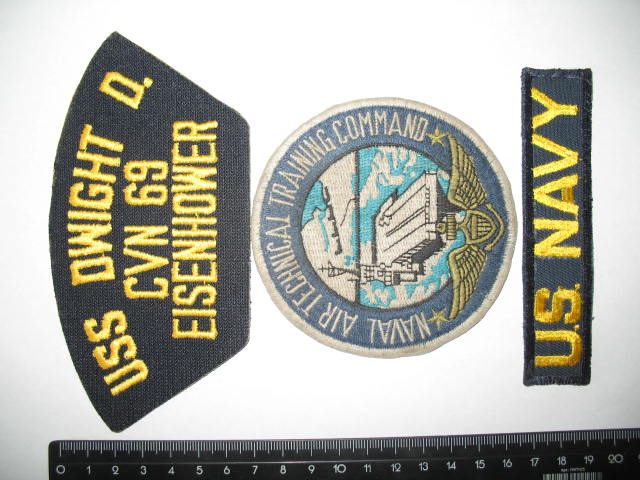 USS DWIGHT D.
CVN 69
EISENHOWER
NAVAL AIR TECHNICAL TRAINING COMMAND
U.S. NAVY
0 1 2 3 4 5 6 7 8 9 10 11 12 13 14 15 16 17 18 19 20